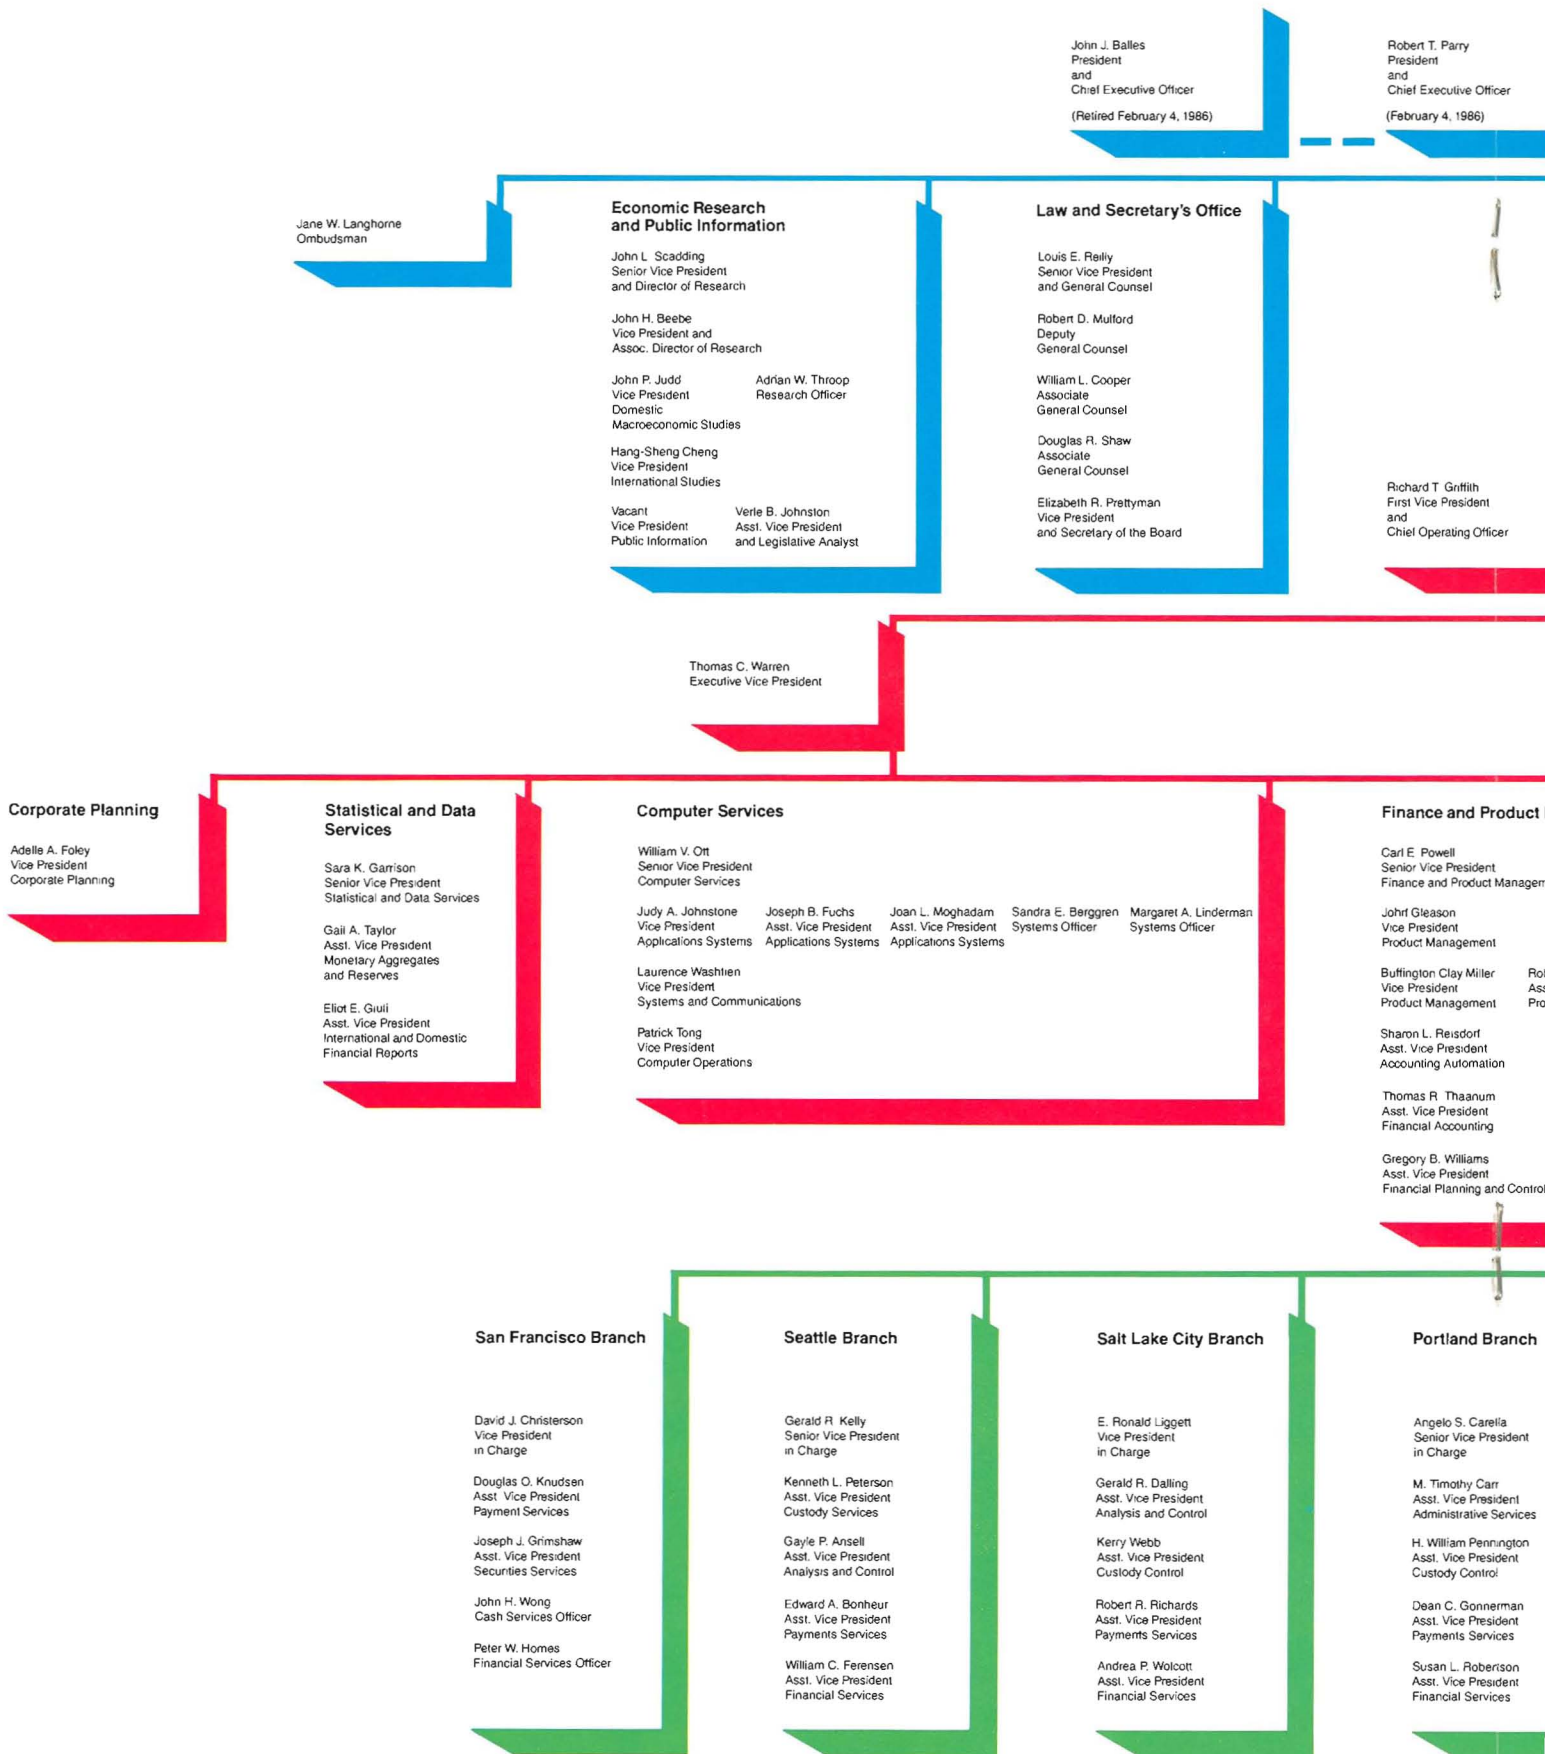 John J. Balles
President
and
Chief Executive Officer
(Retired February 4, 1986)
Robert T. Parry
President
and
Chief Executive Officer
(February 4, 1986)
Jane W. Langhorne
Ombudsman
Economic Research
and Public Information
John L Scadding
Senior Vice President
and Director of Research
John H. Beebe
Vice President and
Assoc. Director of Research
John P. Judd
Vice President
Domestic
Macroeconomic Studies
Adrian W. Throop
Research Officer
Hang-Sheng Cheng
Vice President
International Studies
Vacant
Vice President
Public Information
Verle B. Johnston
Asst. Vice President
and Legislative Analyst
Law and Secretary's Office
Louis E. Reilly
Senior Vice President
and General Counsel
Robert D. Mulford
Deputy
General Counsel
William L. Cooper
Associate
General Counsel
Douglas R. Shaw
Associate
General Counsel
Elizabeth R. Prettyman
Vice President
and Secretary of the Board
Richard T Griffith
First Vice President
and
Chief Operating Officer
Thomas C. Warren
Executive Vice President
Corporate Planning
Adelle A. Foley
Vice President
Corporate Planning
Statistical and Data
Services
Sara K. Garrison
Senior Vice President
Statistical and Data Services
Gail A. Taylor
Asst. Vice President
Monetary Aggregates
and Reserves
Eliot E. Giuli
Asst. Vice President
International and Domestic
Financial Reports
Computer Services
William V. Ott
Senior Vice President
Computer Services
Judy A. Johnstone
Vice President
Applications Systems
Joseph B. Fuchs
Asst. Vice President
Applications Systems
Joan L. Moghadam
Asst. Vice President
Applications Systems
Sandra E. Berggren
Systems Officer
Margaret A. Linderman
Systems Officer
Laurence Washtien
Vice President
Systems and Communications
Patrick Tong
Vice President
Computer Operations
Finance and Product
Carl E Powell
Senior Vice President
Finance and Product Managem
John Gleason
Vice President
Product Management
Buffington Clay Miller
Vice President
Product Management
Rob
Ass
Pro
Sharon L. Reisdorf
Asst. Vice President
Accounting Automation
Thomas R Thaanum
Asst. Vice President
Financial Accounting
Gregory B. Williams
Asst. Vice President
Financial Planning and Control
San Francisco Branch
David J. Christerson
Vice President
in Charge
Douglas O. Knudsen
Asst Vice President
Payment Services
Joseph J. Grimshaw
Asst. Vice President
Securities Services
John H. Wong
Cash Services Officer
Peter W. Homes
Financial Services Officer
Seattle Branch
Gerald R Kelly
Senior Vice President
in Charge
Kenneth L. Peterson
Asst. Vice President
Custody Services
Gayle P. Ansell
Asst. Vice President
Analysis and Control
Edward A. Bonheur
Asst. Vice President
Payments Services
William C. Ferensen
Asst. Vice President
Financial Services
Salt Lake City Branch
E. Ronald Liggett
Vice President
in Charge
Gerald R. Dalling
Asst. Vice President
Analysis and Control
Kerry Webb
Asst. Vice President
Custody Control
Robert R. Richards
Asst. Vice President
Payments Services
Andrea P. Wolcott
Asst. Vice President
Financial Services
Portland Branch
Angelo S. Carella
Senior Vice President
in Charge
M. Timothy Carr
Asst. Vice President
Administrative Services
H. William Pennington
Asst. Vice President
Custody Control
Dean C. Gonnerman
Asst. Vice President
Payments Services
Susan L. Robertson
Asst. Vice President
Financial Services